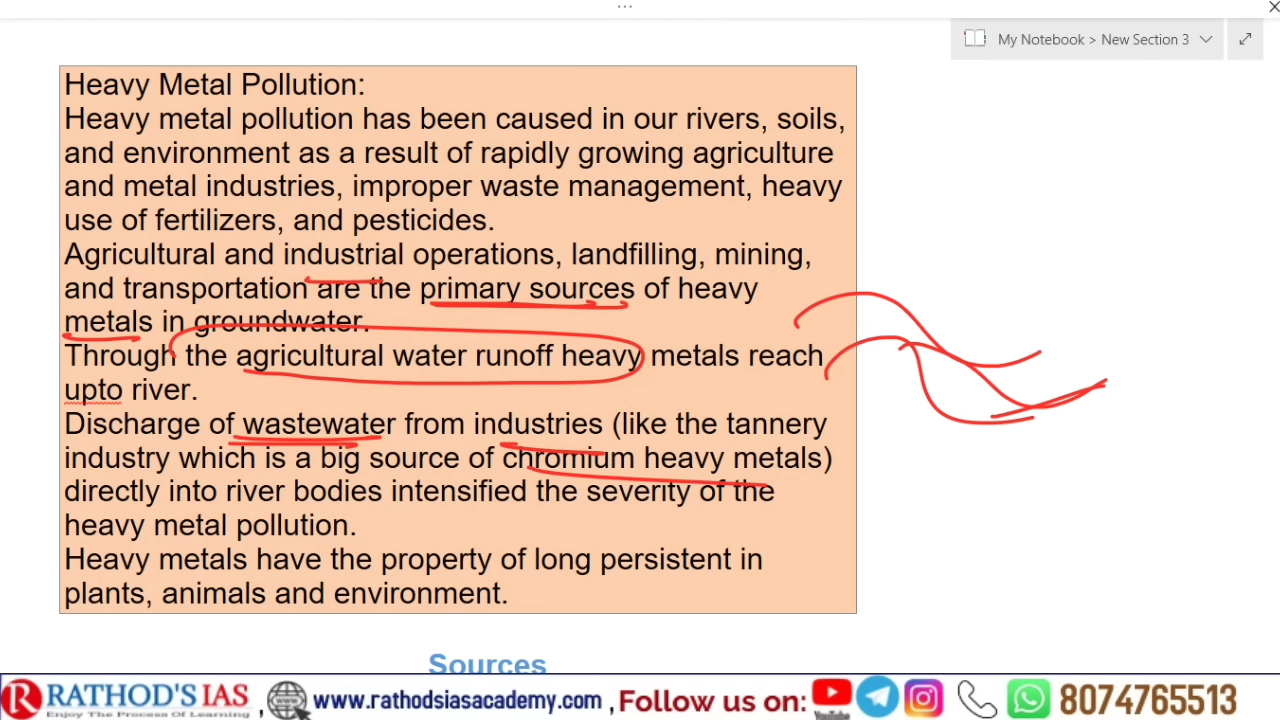 My Notebook > New Section 3
Heavy Metal Pollution:
Heavy metal pollution has been caused in our rivers, soils,
and environment as a result of rapidly growing agriculture
and metal industries, improper waste management, heavy
use of fertilizers, and pesticides.
Agricultural and industrial operations, landfilling, mining,
and transportation are the primary sources of heavy
metals in groundwater.
Through the agricultural water runoff heavy metals reach
upto river.
Discharge of wastewater from industries (like the tannery
industry which is a big source of chromium heavy metals)
directly into river bodies intensified the severity of the
heavy metal pollution.
Heavy metals have the property of long persistent in
plants, animals and environment.
Sources
R RATHOD'S IAS , www.rathodsiasacademy.com ,Follow us on: 8074765513
Enjoy The Process Of Learning
YouTube